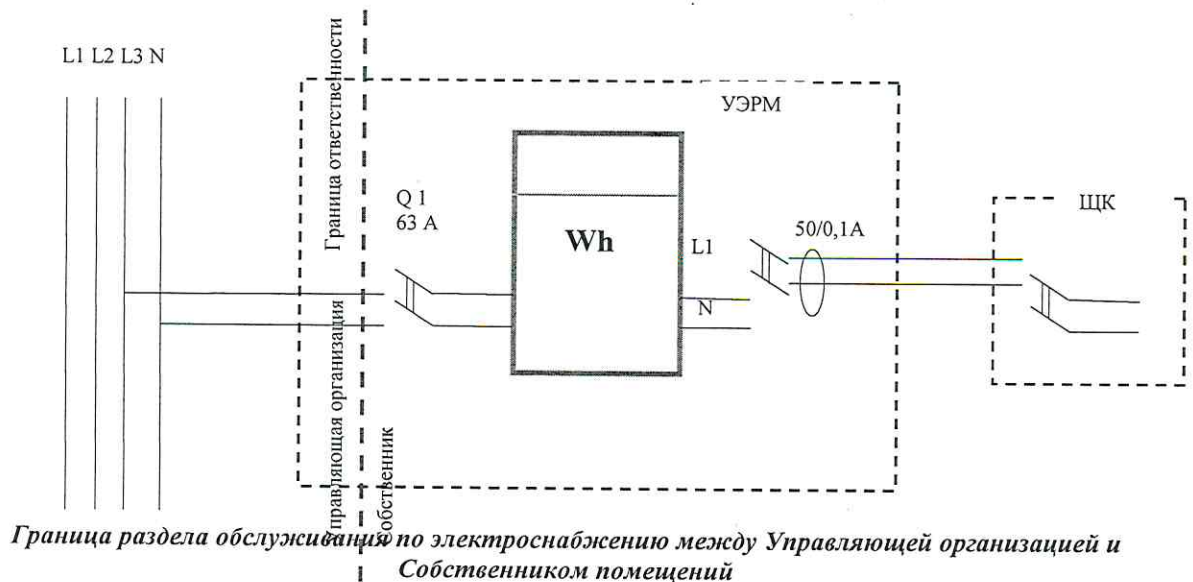 L1 L2 L3 N
Граница ответственности
УЭРМ
Q 1
63 А
Wh
L1
N
50/0,1А
ЩК
Управляющая организация
Собственник
Граница раздела обслуживания по электроснабжению между Управляющей организацией и
Собственником помещений